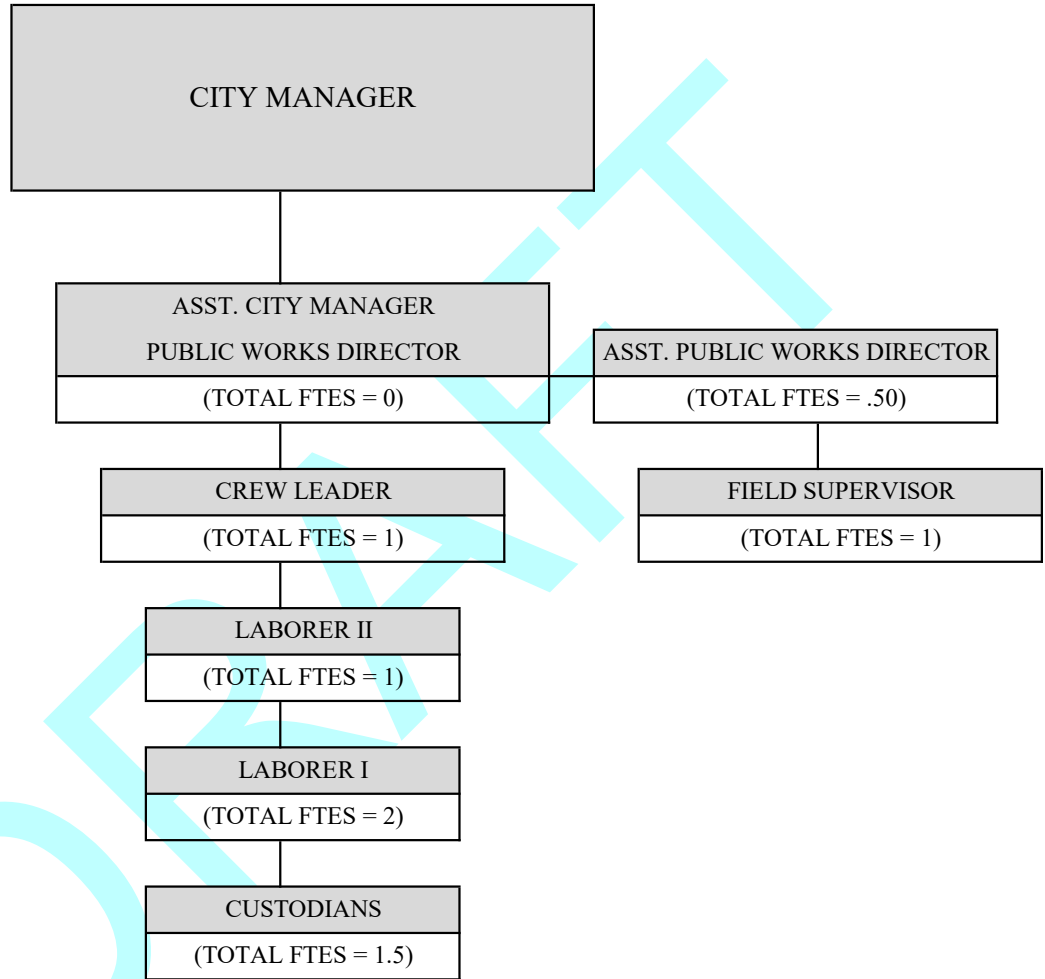 CITY MANAGER
ASST. CITY MANAGER
PUBLIC WORKS DIRECTOR
(TOTAL FTES = 0)
ASST. PUBLIC WORKS DIRECTOR
(TOTAL FTES = .50)
CREW LEADER
(TOTAL FTES = 1)
FIELD SUPERVISOR
(TOTAL FTES = 1)
LABORER II
(TOTAL FTES = 1)
LABORER I
(TOTAL FTES = 2)
CUSTODIANS
(TOTAL FTES = 1.5)
DRAFT